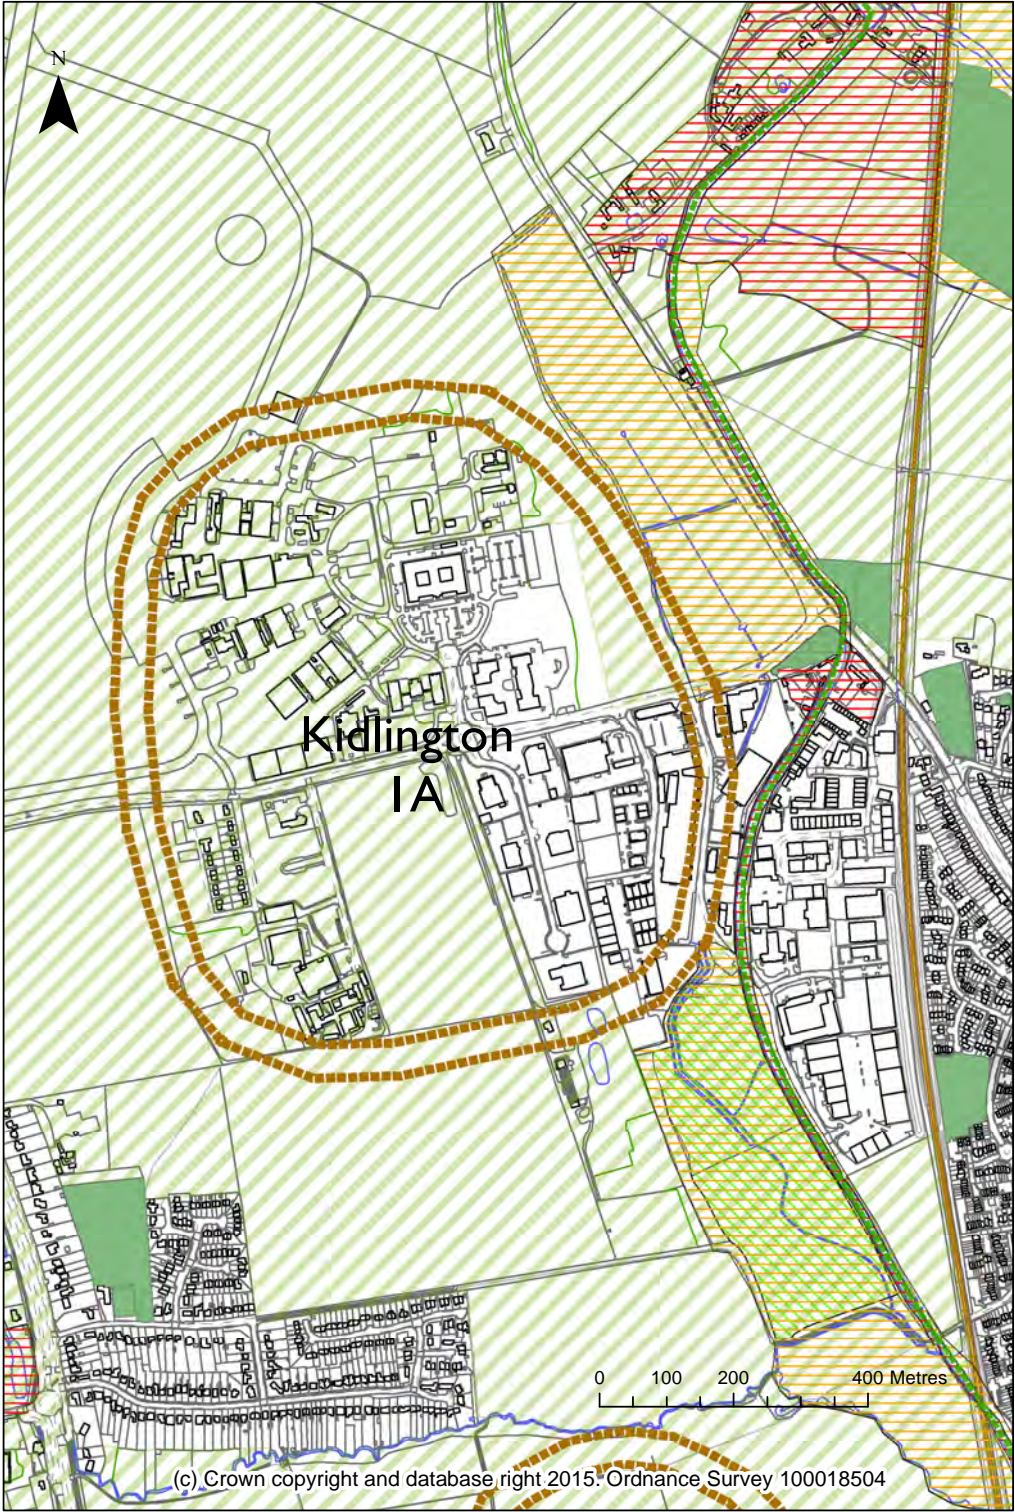 N
Kidlington
1A
0 100 200 400 Metres
(c) Crown copyright and database right 2015. Ordnance Survey 100018504